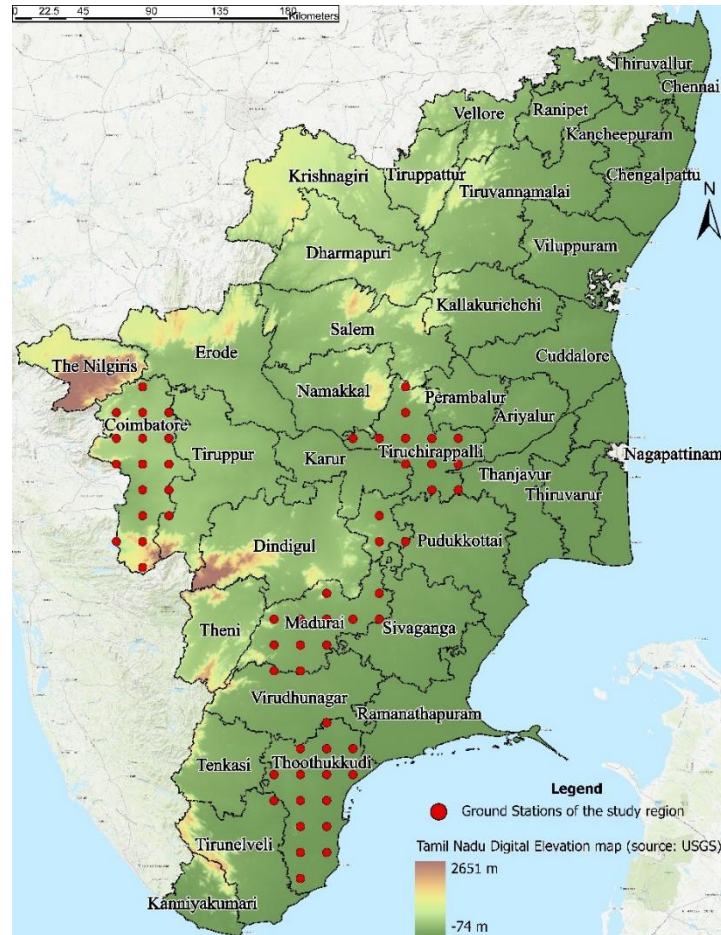 0 22.5 45 90 135 180
Kilometers
Thiruvallur
Chennai
Vellore
Ranipet
Kancheepuram
Krishnagiri
Tiruppattur
Chengalpattu
Tiruvannamalai
N
Dharmapuri
Viluppuram
Kallakurichchi
Salem
Erode
Cuddalore
The Nilgiris
Namakkal
Perambalur
Ariyalur
Coimbatore
Tiruppur
Karur
Tiruchirappalli
Nagapattinam
Thanjavur
Thiruvarur
Dindigul
Pudukkottai
Theni
Madurai
Sivaganga
Virudhunagar
Ramanathapuram
Tenkasi
Thoothukkudi
Tirunelveli
Kanniyakumari
Legend
Ground Stations of the study region
Tamil Nadu Digital Elevation map (source: USGS)
2651 m
-74 m